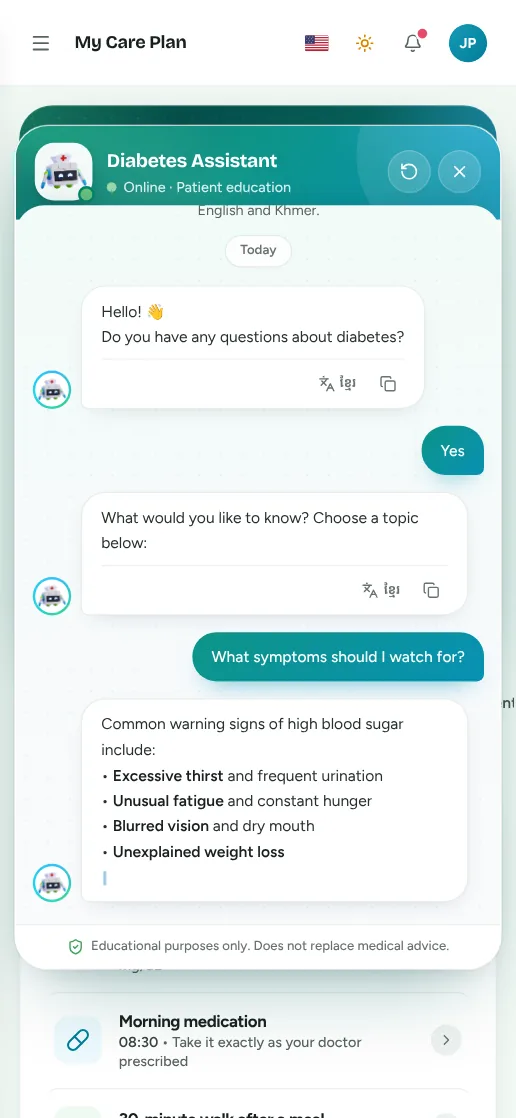 My Care Plan
JP
Diabetes Assistant
Online · Patient education
English and Khmer.
Today
Hello! 👋
Do you have any questions about diabetes?
ខ្មែរ
Yes
What would you like to know? Choose a topic
below:
ខ្មែរ
What symptoms should I watch for?
Common warning signs of high blood sugar
include:
• Excessive thirst and frequent urination
• Unusual fatigue and constant hunger
• Blurred vision and dry mouth
• Unexplained weight loss
Educational purposes only. Does not replace medical advice.
Morning medication
08:30 • Take it exactly as your doctor
prescribed
30-minute walk after a meal